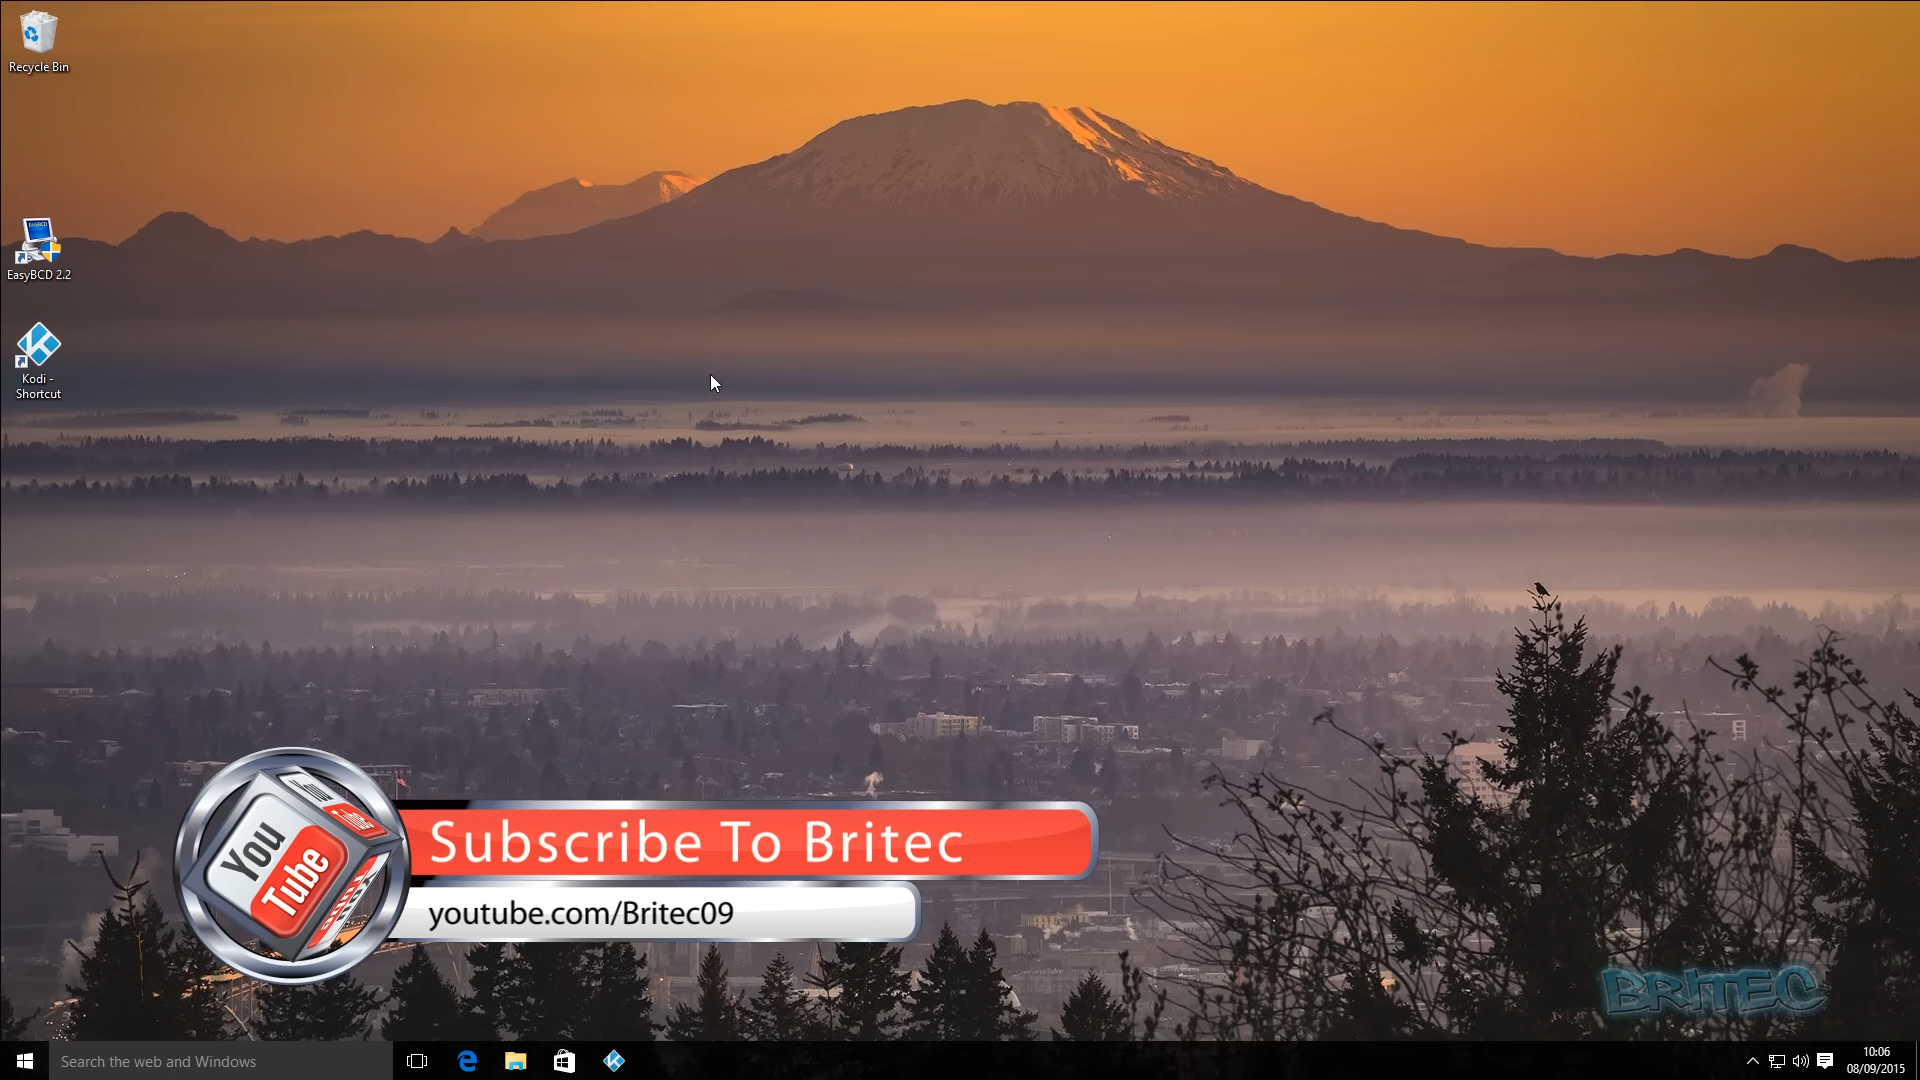 Recycle Bin
EasyBCD 2.2
Kodi -
Shortcut
You
Tube
Subscribe To Britec
youtube.com/Britec09
BRITEC
Search the web and Windows
10:06
08/09/2015